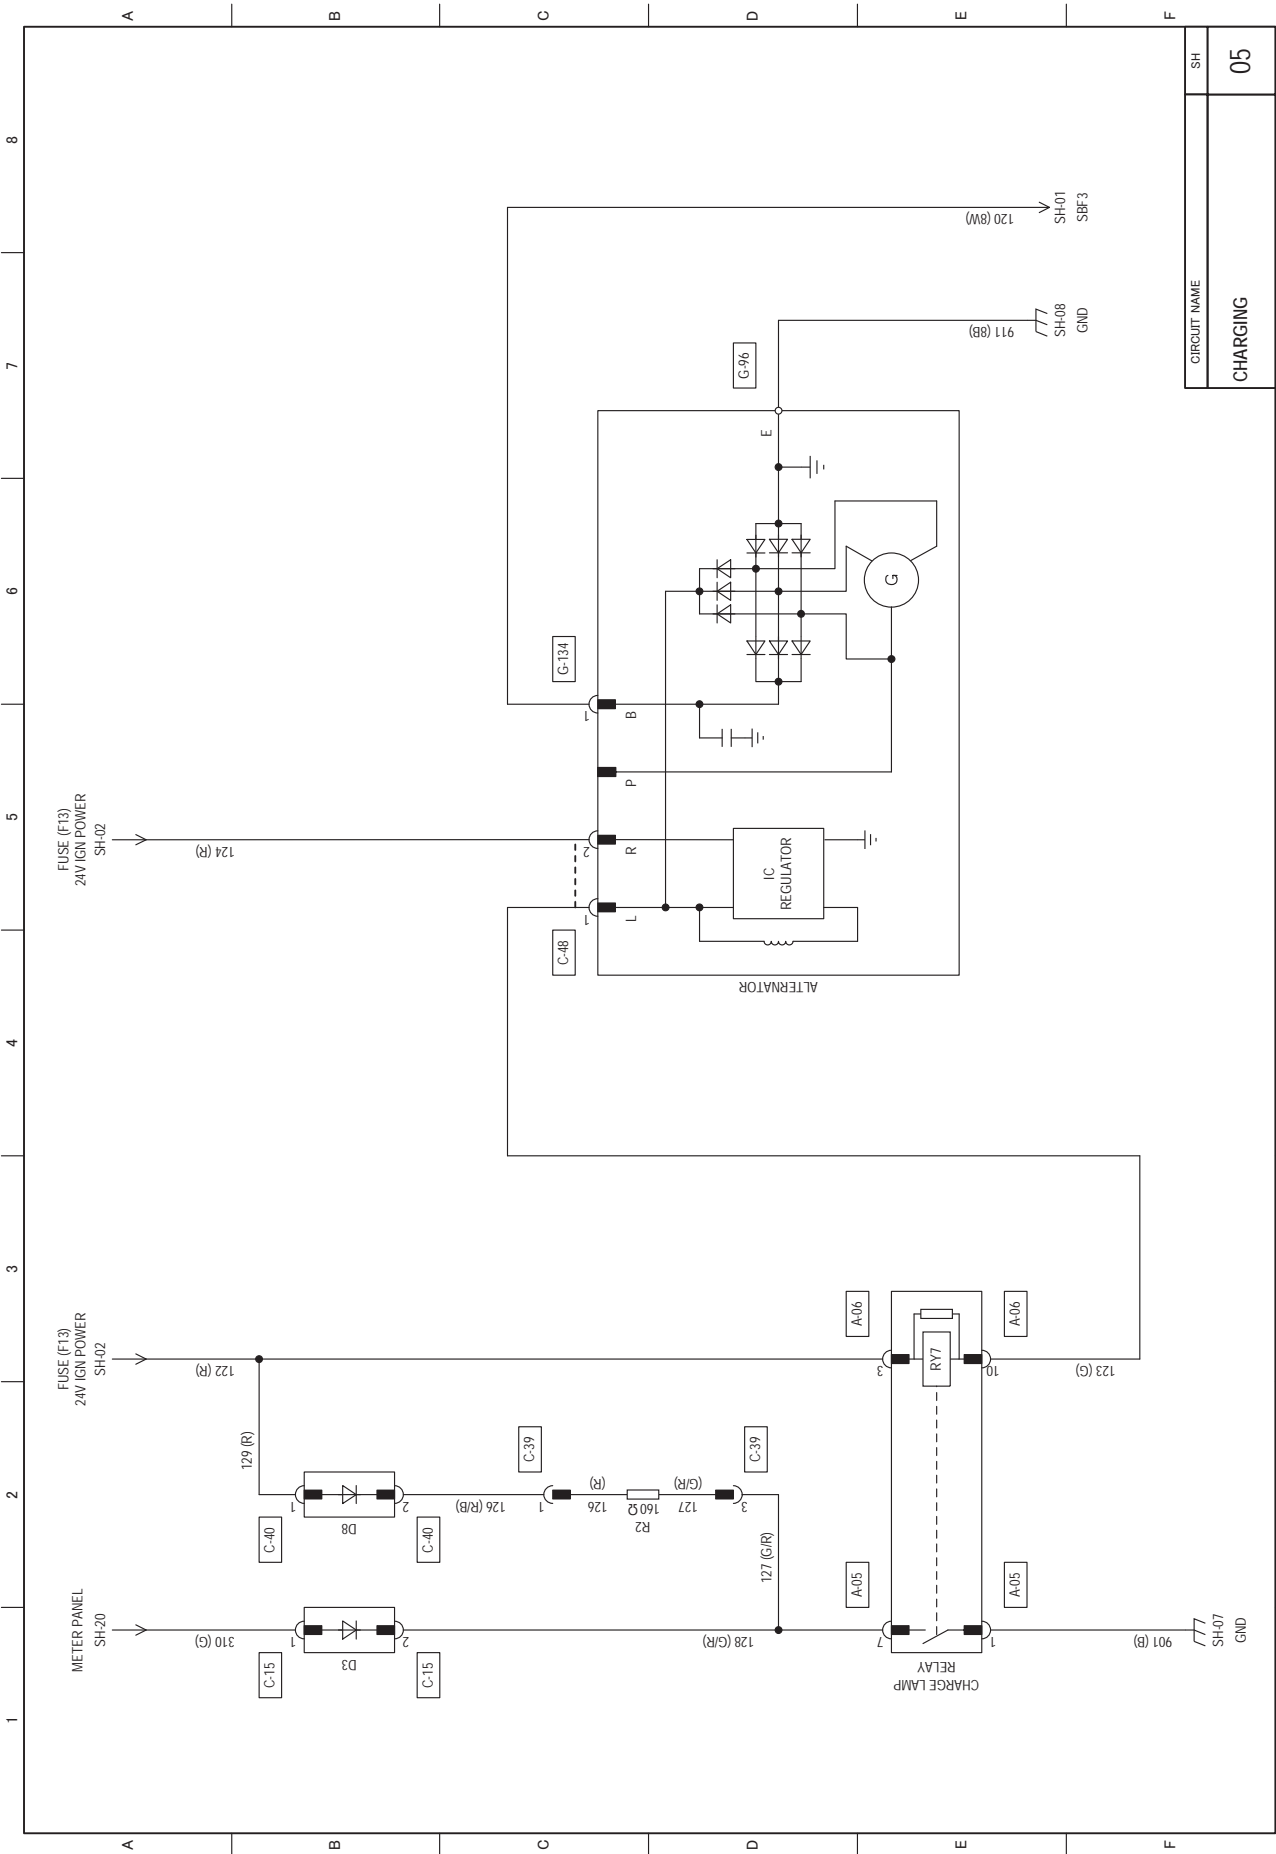 1
2
3
4
5
6
7
8
A
B
C
D
E
F
METER PANEL
SH-20
310 (G)
C-15
1
D3
2
C-15
128 (G/R)
FUSE (F13)
24V IGN POWER
SH-02
122 (R)
129 (R)
C-40
1
D8
2
C-40
126 (R/B)
C-39
1
126
(R)
R2
160Ω
127
(G/R)
3
C-39
127 (G/R)
A-05
7
CHARGE LAMP
RELAY
1
A-05
901 (B)
SH-07
GND
A-06
3
RY7
10
A-06
123 (G)
FUSE (F13)
24V IGN POWER
SH-02
124 (R)
C-48
1
2
L
R
P
G-134
1
B
ALTERNATOR
IC
REGULATOR
G
E
G-96
911 (8B)
SH-08
GND
120 (8W)
SH-01
SBF3
A
B
C
D
E
F
CIRCUIT NAME
SH
CHARGING
05